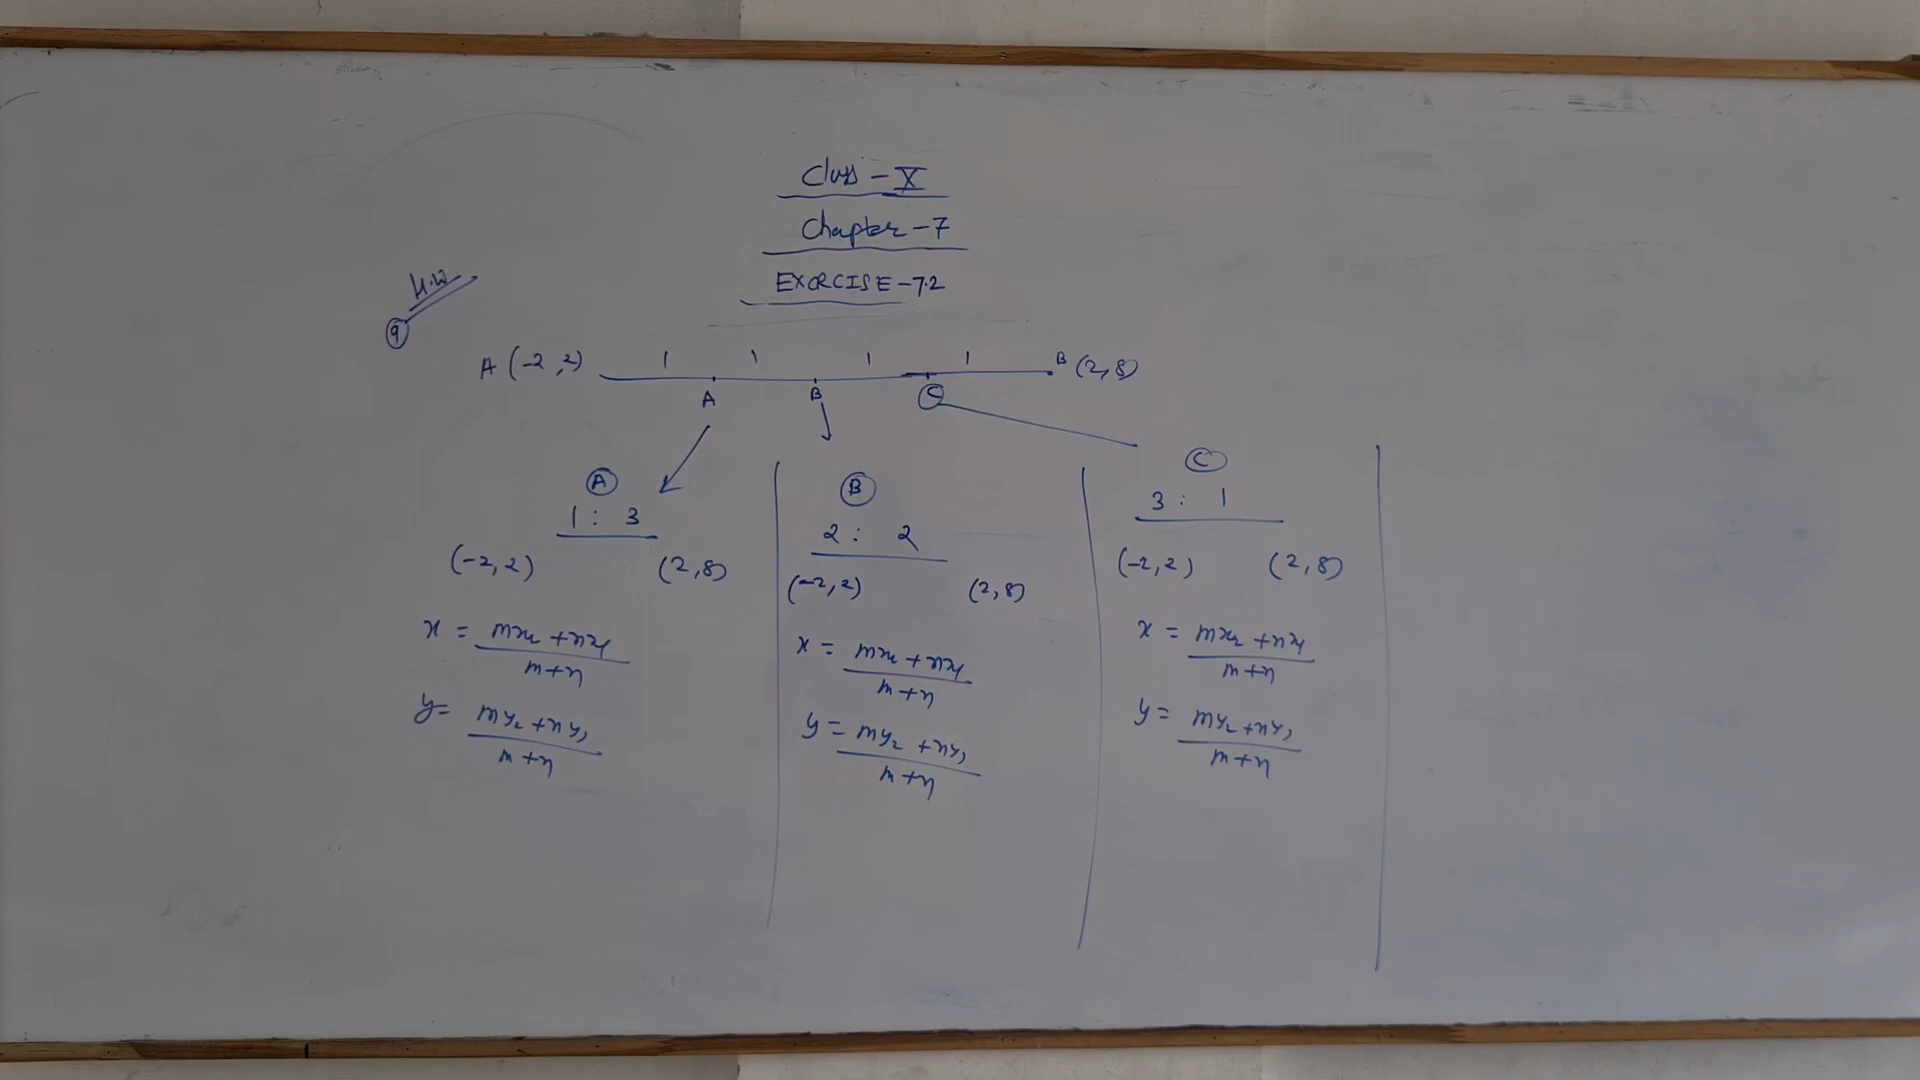 Class - X
Chapter - 7
EXERCISE - 7.2
H.W
9
A (-2, 2) 1 1 1 1 B (2, 8)
A B C
A
1 : 3
(-2, 2) (2, 8)
x = mx₂ + nx₁
m + n
y = my₂ + ny₁
m + n
B
2 : 2
(-2, 2) (2, 8)
x = mx₂ + nx₁
m + n
y = my₂ + ny₁
m + n
C
3 : 1
(-2, 2) (2, 8)
x = mx₂ + nx₁
m + n
y = my₂ + ny₁
m + n